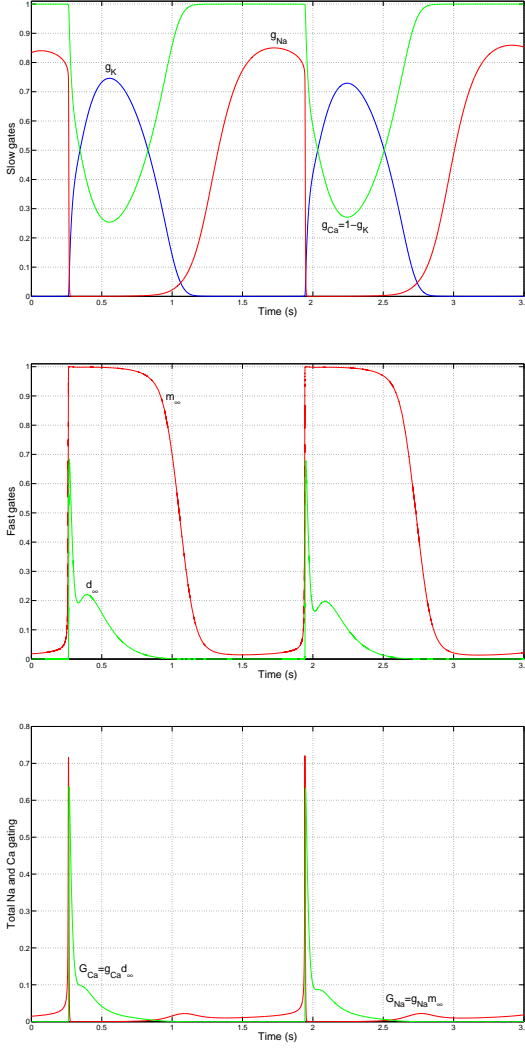 1
0.9
0.8
0.7
0.6
0.5
0.4
0.3
0.2
0.1
0
Slow gates
g_K
g_Na
g_Ca=1−g_K
0 0.5 1 1.5 2 2.5 3 3.
Time (s)
1
0.9
0.8
0.7
0.6
0.5
0.4
0.3
0.2
0.1
0
Fast gates
m_∞
d_∞
0 0.5 1 1.5 2 2.5 3 3.
Time (s)
0.8
0.7
0.6
0.5
0.4
0.3
0.2
0.1
0
Total Na and Ca gating
G_Ca=g_Ca d_∞
G_Na=g_Na m_∞
0 0.5 1 1.5 2 2.5 3 3.
Time (s)